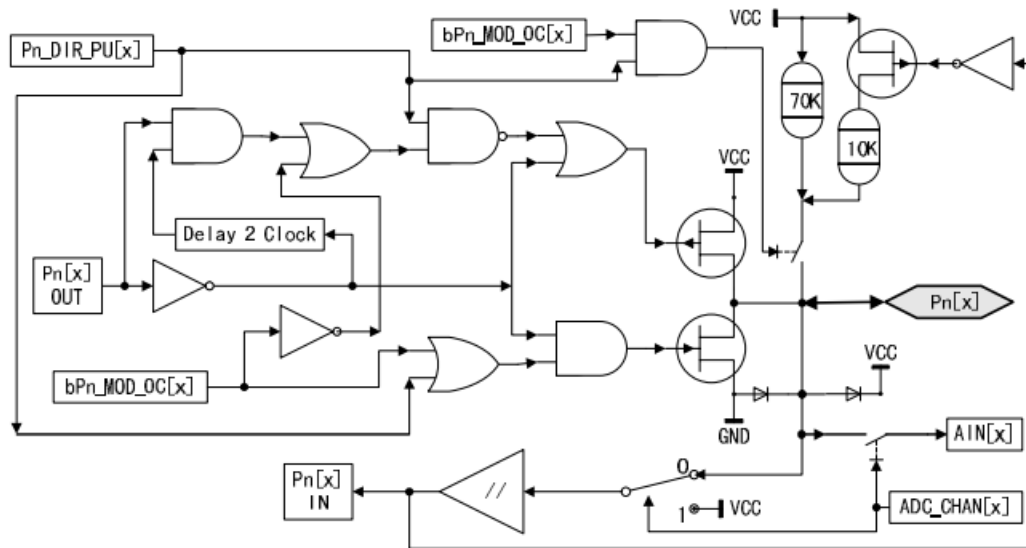 bPn_MOD_OC[x]
VCC
Pn_DIR_PU[x]
70K
10K
VCC
Delay 2 Clock
Pn[x]
OUT
Pn[x]
bPn_MOD_OC[x]
VCC
GND
AIN[x]
Pn[x]
IN
//
0
1
VCC
ADC_CHAN[x]